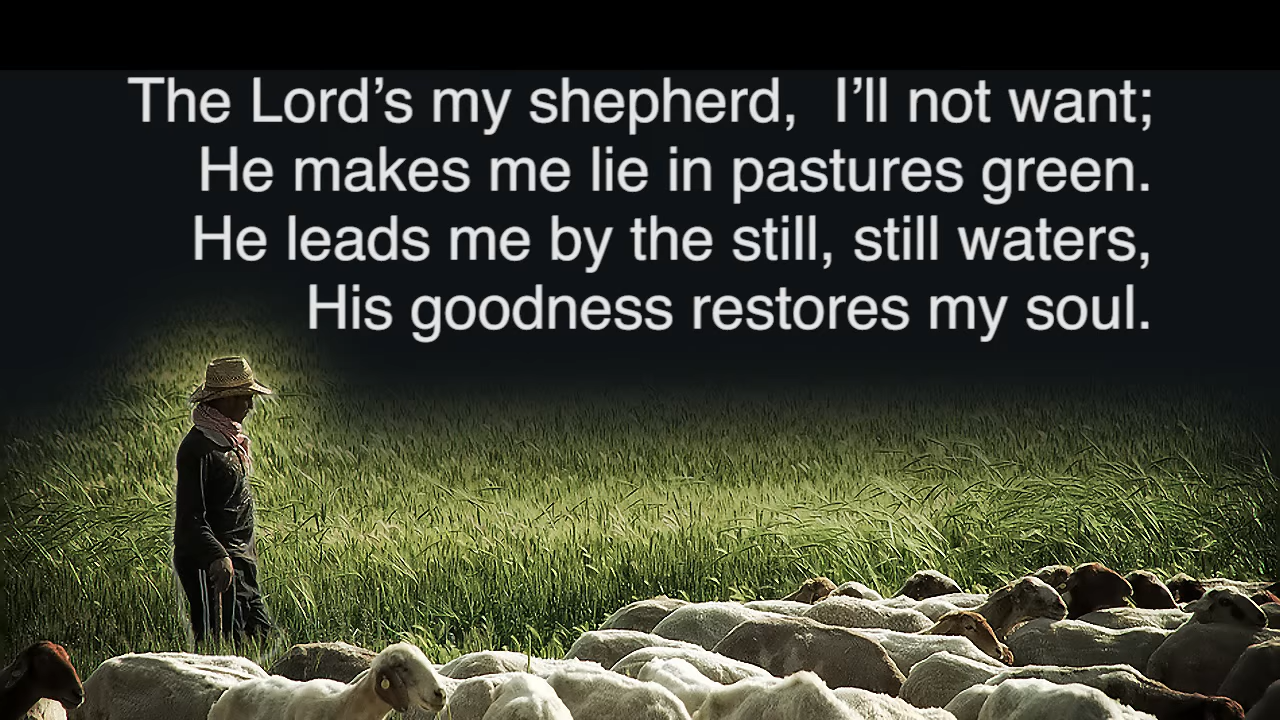 The Lord’s my shepherd,  I’ll not want;
He makes me lie in pastures green.
He leads me by the still, still waters,
His goodness restores my soul.